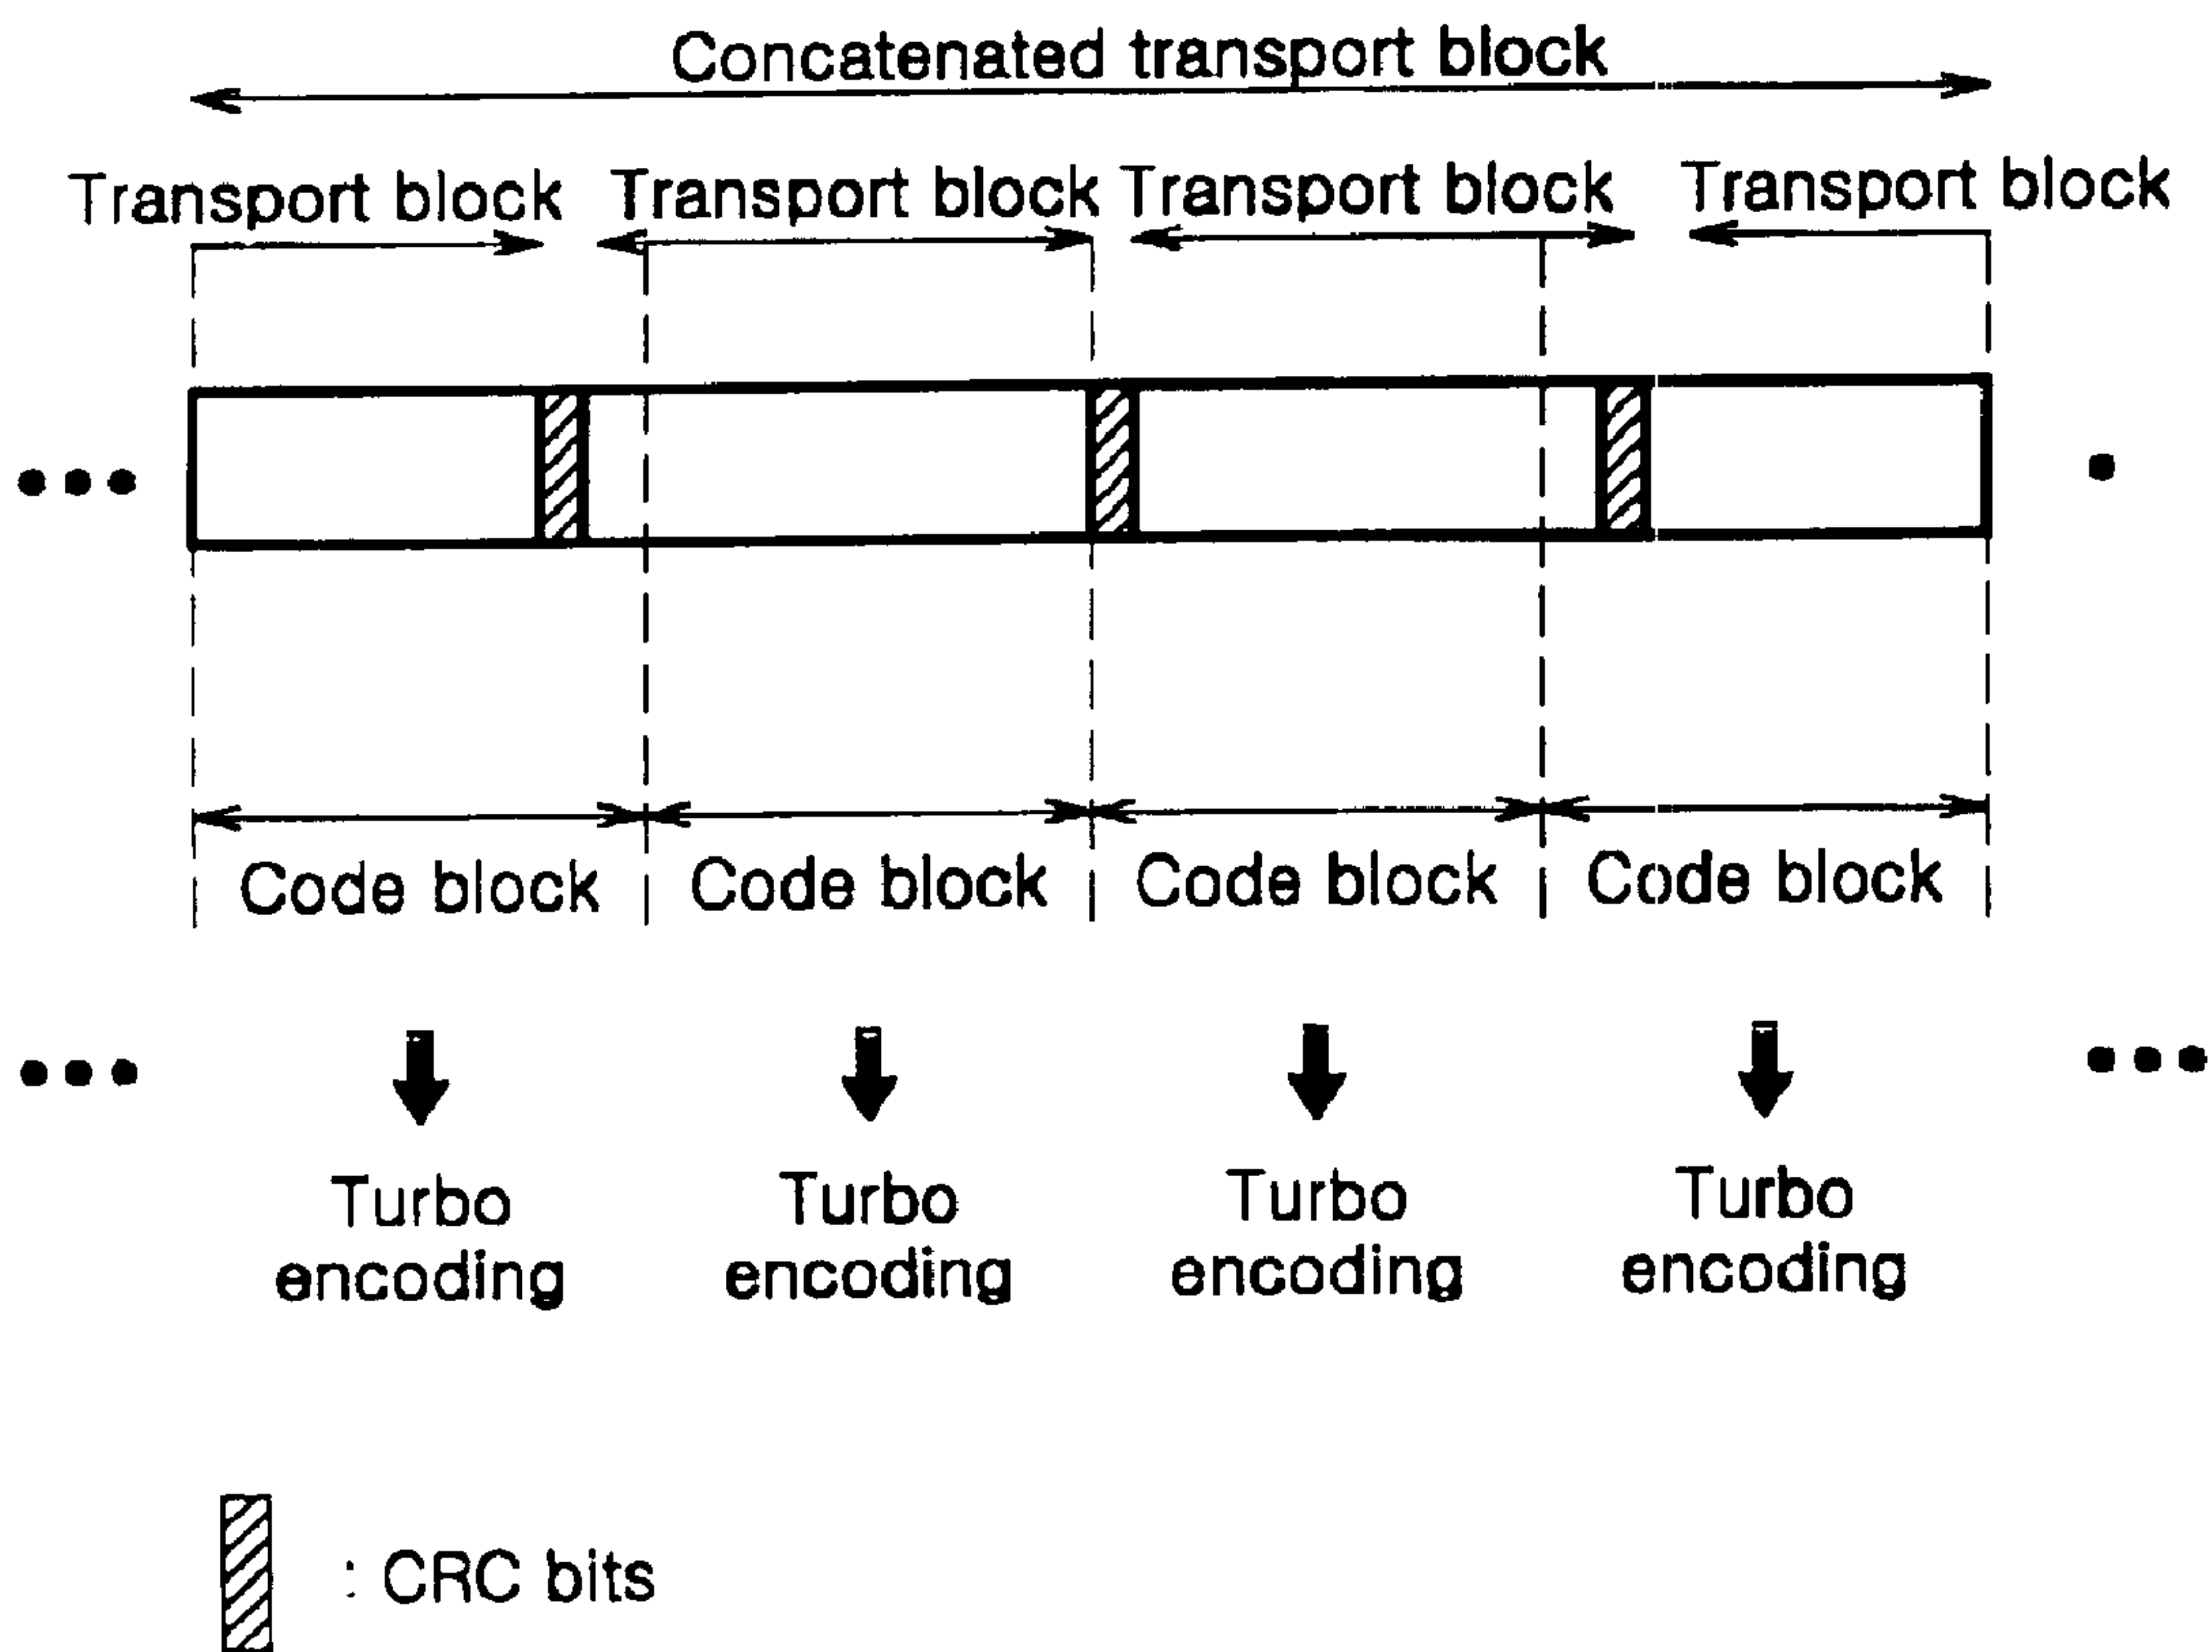 Concatenated transport block
Transport block Transport block Transport block Transport block
Code block Code block Code block Code block
Turbo encoding Turbo encoding Turbo encoding Turbo encoding
: CRC bits